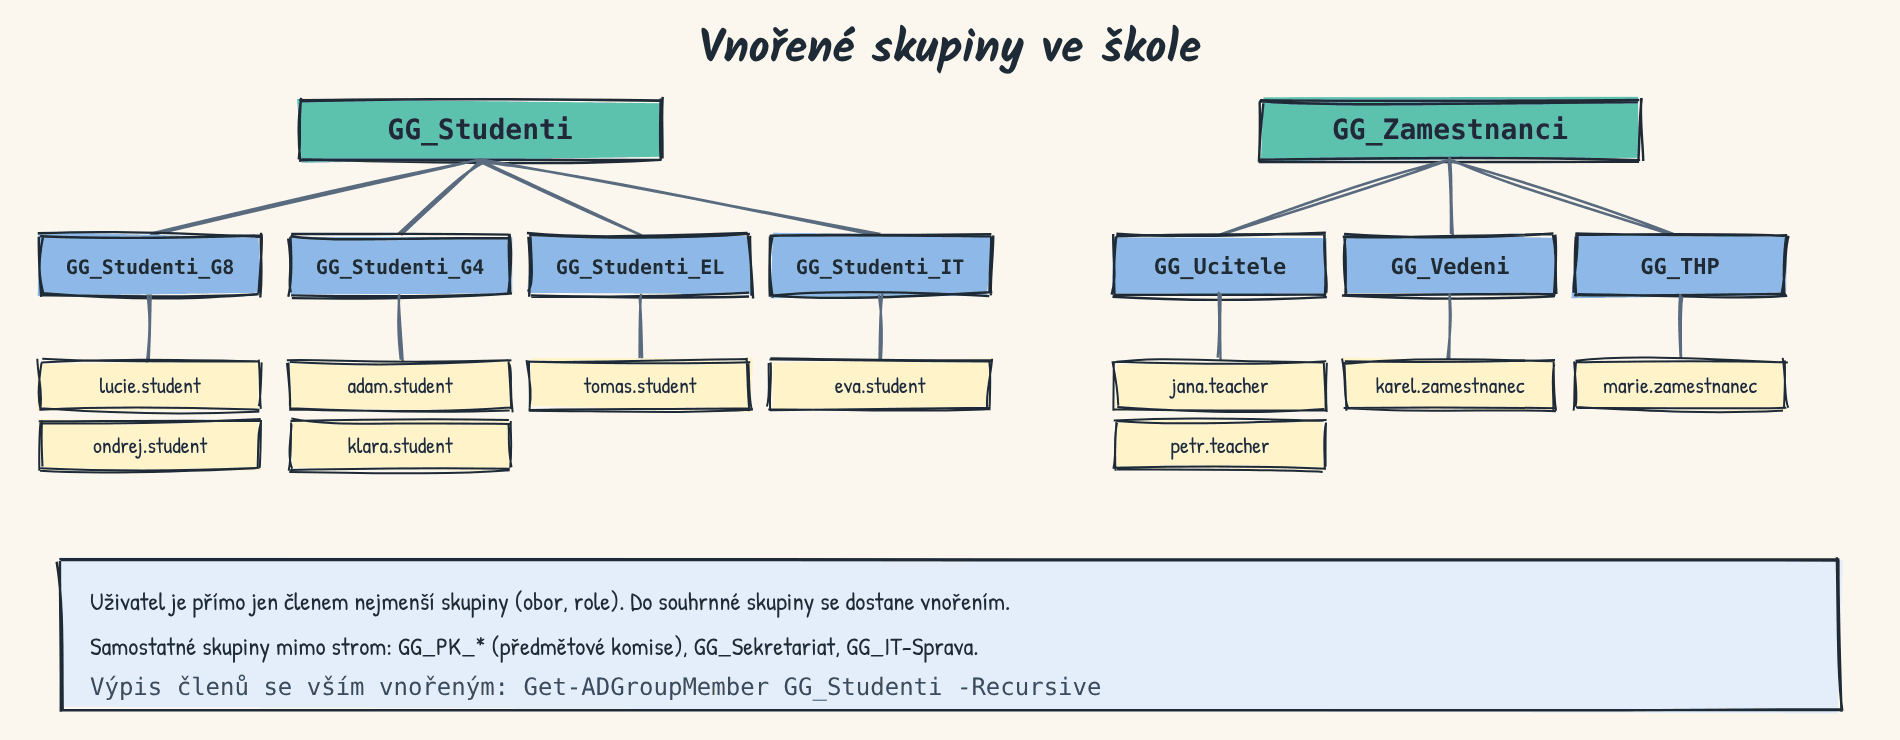 Vnořené skupiny ve škole
GG_Studenti
GG_Zamestnanci
GG_Studenti_G8
GG_Studenti_G4
GG_Studenti_EL
GG_Studenti_IT
GG_Ucitele
GG_Vedeni
GG_THP
lucie.student
adam.student
tomas.student
eva.student
jana.teacher
karel.zamestnanec
marie.zamestnanec
ondrej.student
klara.student
petr.teacher
Uživatel je přímo jen členem nejmenší skupiny (obor, role). Do souhrnné skupiny se dostane vnořením.
Samostatné skupiny mimo strom: GG_PK_* (předmětové komise), GG_Sekretariat, GG_IT-Sprava.
Výpis členů se vším vnořeným: Get-ADGroupMember GG_Studenti -Recursive